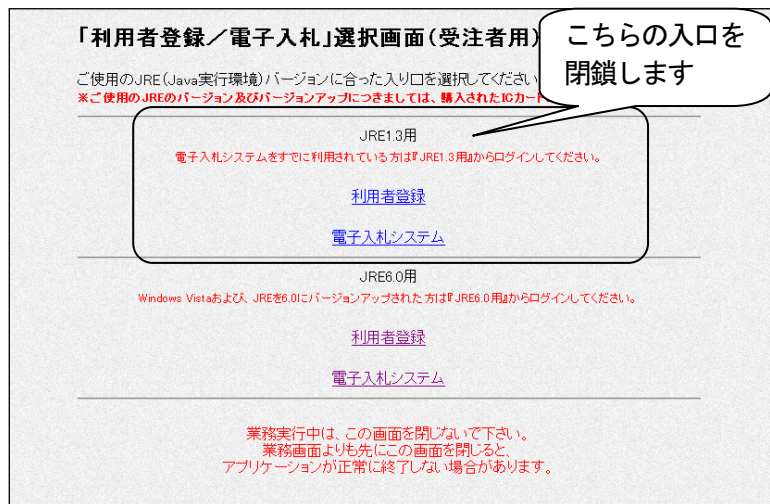 「利用者登録／電子入札」選択画面(受注者用)
こちらの入口を
閉鎖します
ご使用のJRE(Java実行環境)バージョンに合った入り口を選択してください
※ご使用のJREのバージョン及びバージョンアップにつきましては、購入されたICカード
JRE1.3用
電子入札システムをすでに利用されている方は『JRE1.3用』からログインしてください。
利用者登録
電子入札システム
JRE6.0用
Windows Vistaおよび、JREを6.0にバージョンアップされた方は『JRE6.0用』からログインしてください。
利用者登録
電子入札システム
業務実行中は、この画面を閉じないで下さい。
業務画面よりも先にこの画面を閉じると、
アプリケーションが正常に終了しない場合があります。